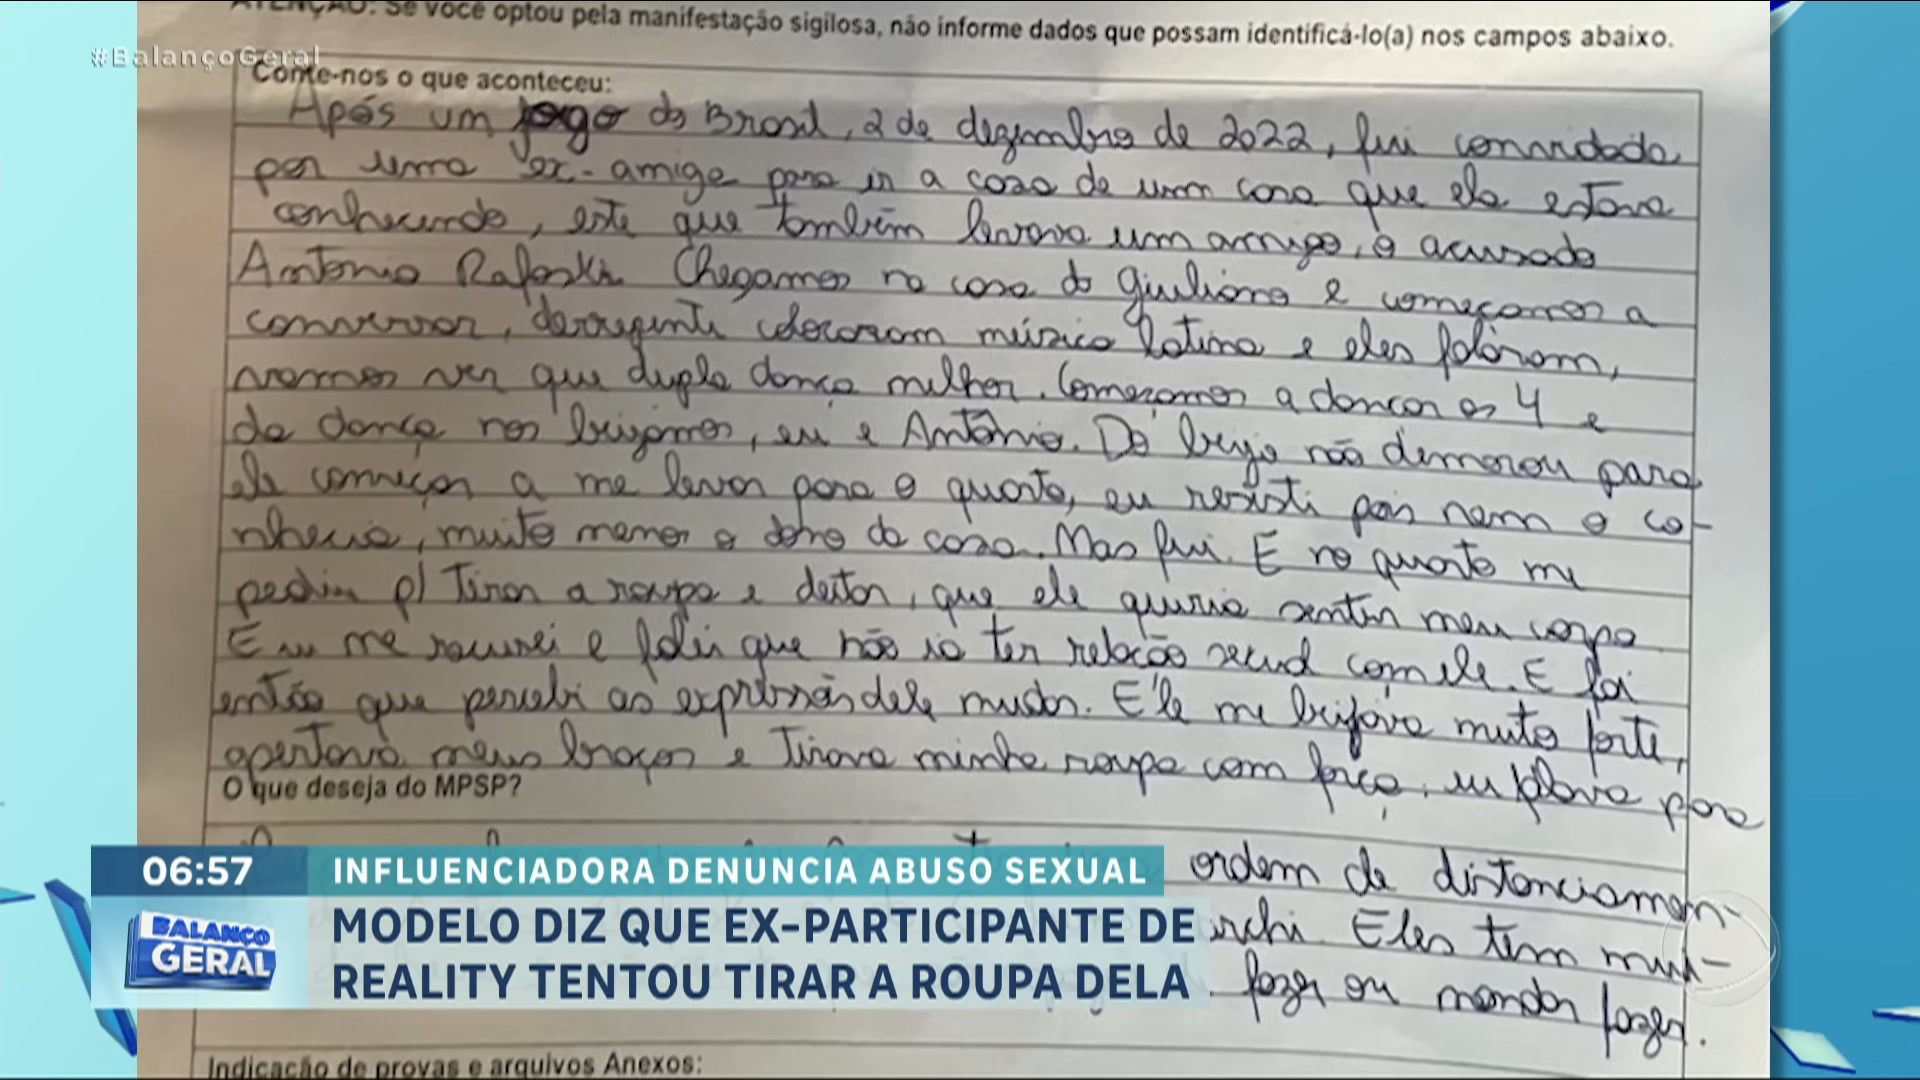 ATENÇÃO: Se você optou pela manifestação sigilosa, não informe dados que possam identificá-lo(a) nos campos abaixo.
#BalançoGeral
Conte-nos o que aconteceu:
Após um jogo do Brasil, 2 de dezembro de 2022, fui convidada
por uma ex-amiga para ir a casa de um cara que ela estava
conhecendo, este que também levava um amigo, o acusado
Antonio Chegamos na casa do Giuliano e começamos a
conversar, derrepente colocaram música latina e eles falaram,
vamos ver que dupla dança melhor. Começamos a dançar os 4 e
da dança nos beijamos, eu e Antônio. Do beijo não demorou para
ele começar a me levar para o quarto, eu resisti pois nem o co-
nhecia, muito menos o dono da casa. Mas fui. E no quarto me
pediu p/ tirar a roupa e deitar, que ele queria sentir meu corpo
Eu me recusei e falei que não ia ter relação sexual com ele. E foi
então que percebi as expressões dele mudar. Ele me beijava muito forte,
apertava meus braços e tirava minha roupa com força, eu falava para
O que deseja do MPSP?
ordem de distanciamen-
Eles tem mui-
fazer ou mandar fazer.
Indicação de provas e arquivos Anexos:
06:57
INFLUENCIADORA DENUNCIA ABUSO SEXUAL
BALANÇO
GERAL
MODELO DIZ QUE EX-PARTICIPANTE DE
REALITY TENTOU TIRAR A ROUPA DELA